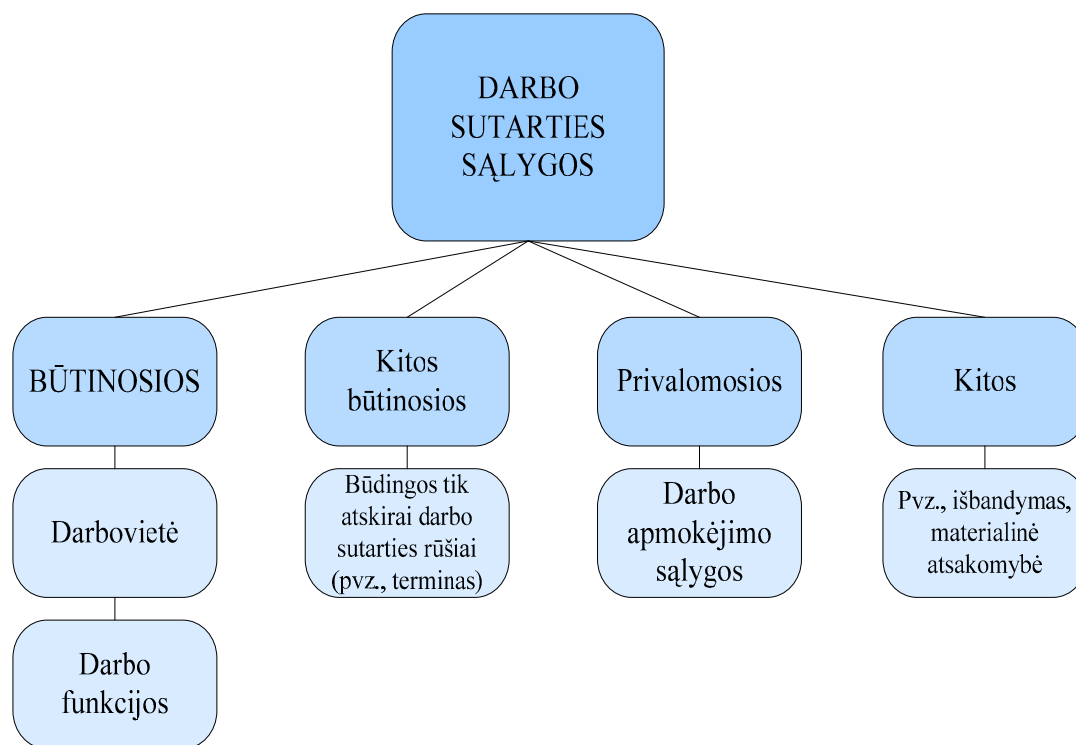 DARBO
SUTARTIES
SĄLYGOS
BŪTINOSIOS
Kitos
būtinosios
Privalomosios
Kitos
Darbovietė
Būdingos tik
atskirai darbo
sutarties rūšiai
(pvz., terminas)
Darbo
apmokėjimo
sąlygos
Pvz., išbandymas,
materialinė
atsakomybė
Darbo
funkcijos